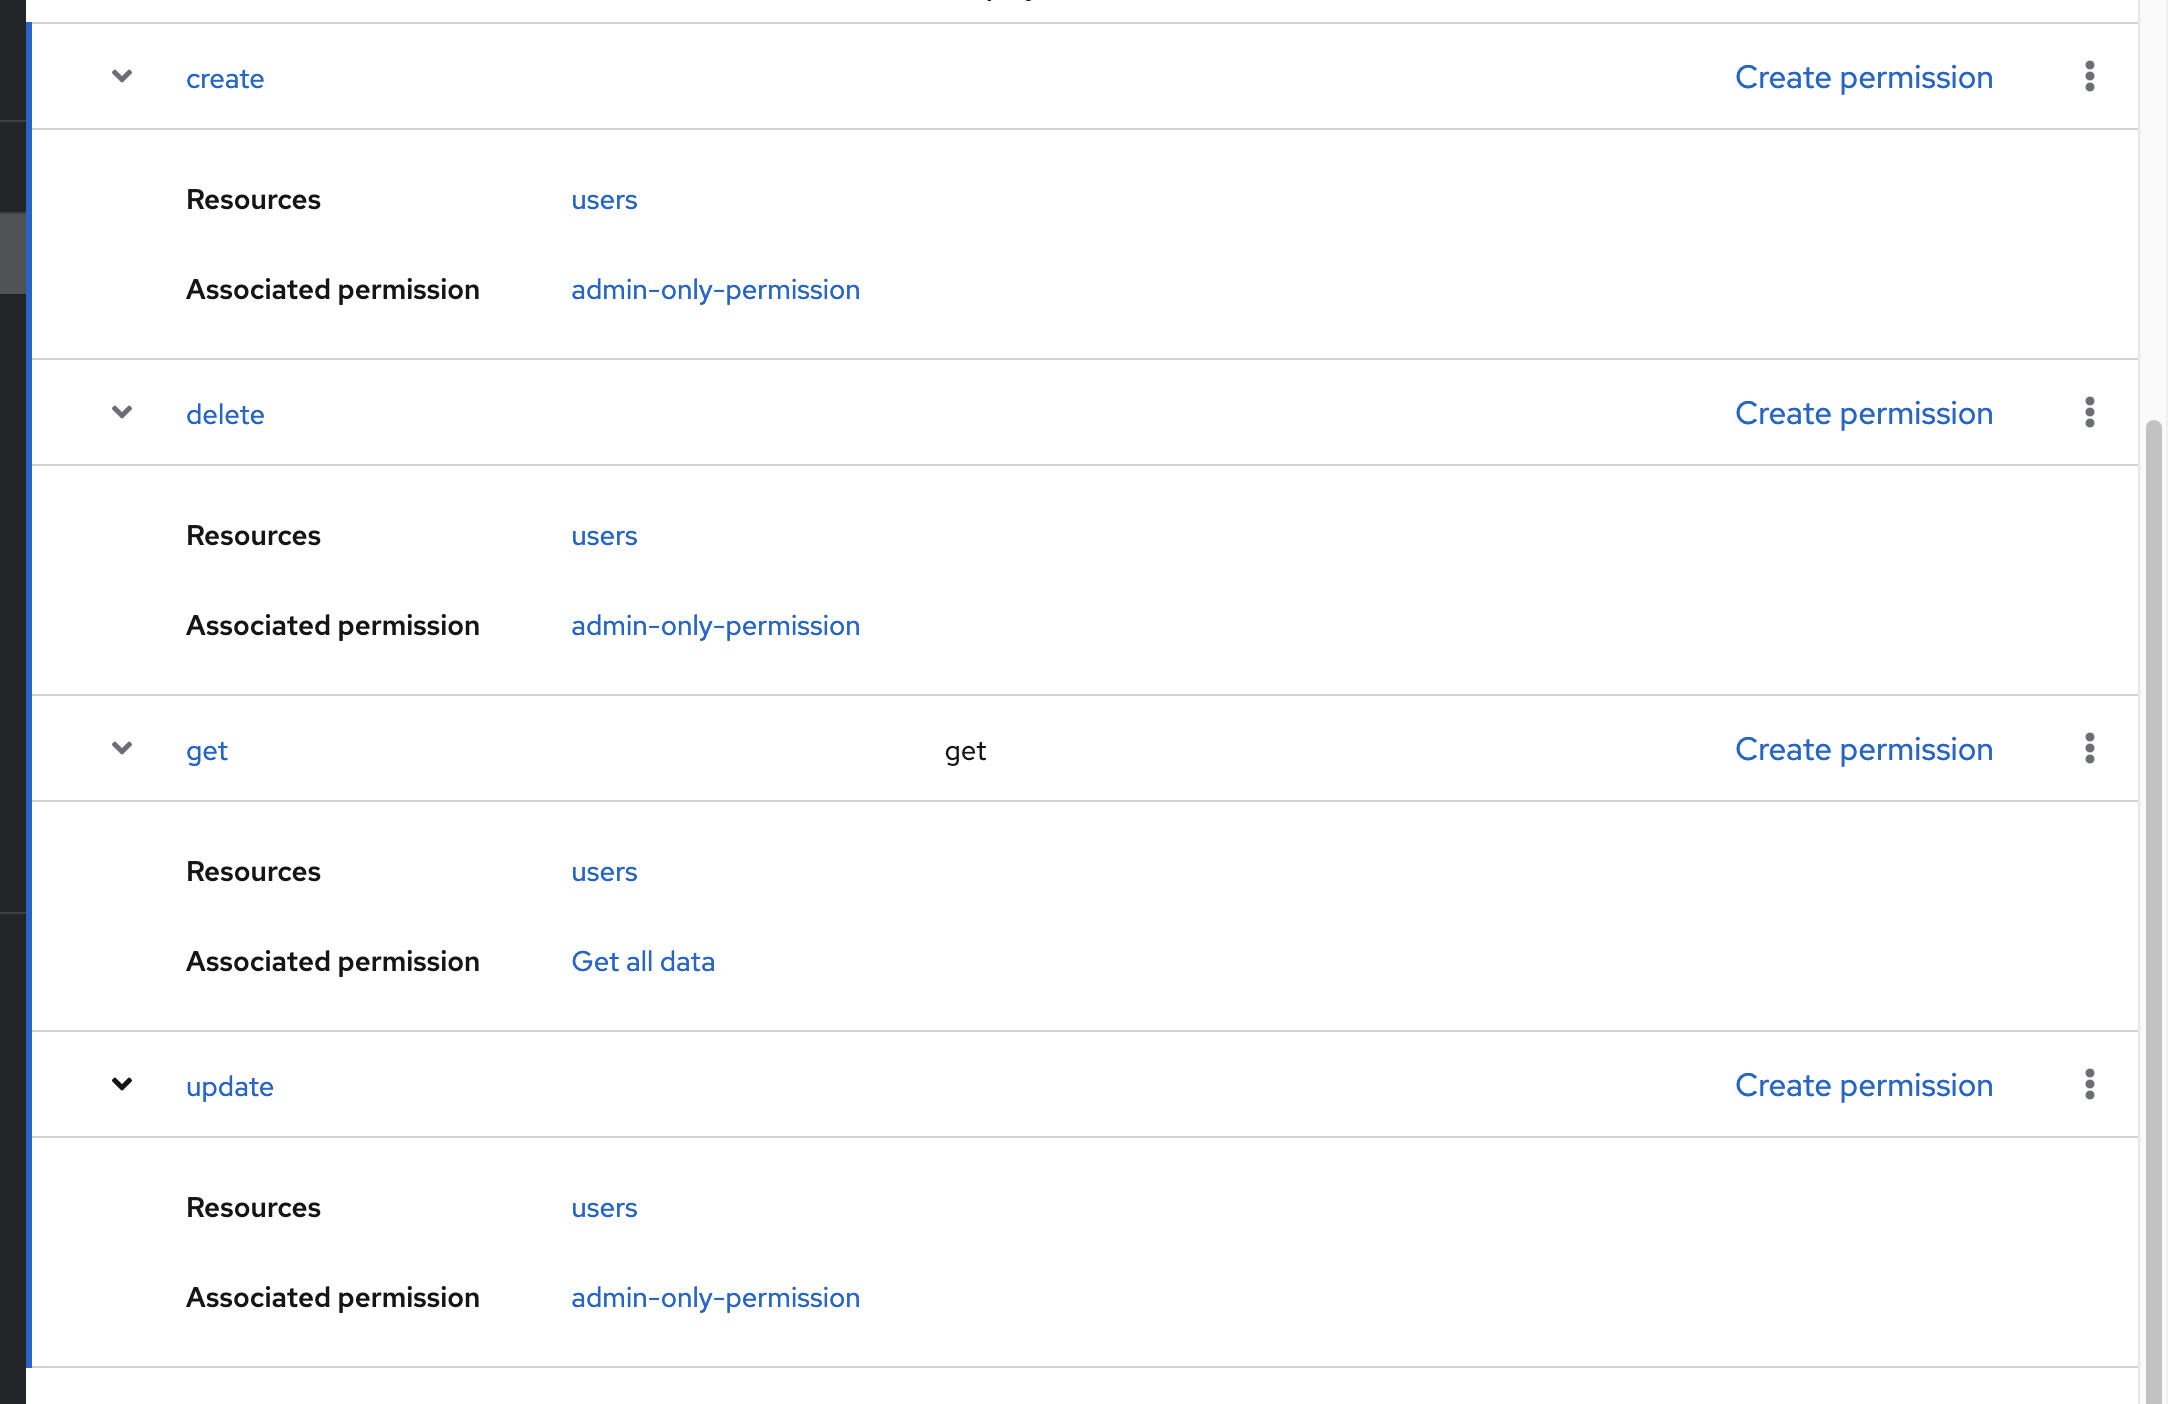 create Create permission
Resources users
Associated permission admin-only-permission
delete Create permission
Resources users
Associated permission admin-only-permission
get get Create permission
Resources users
Associated permission Get all data
update Create permission
Resources users
Associated permission admin-only-permission